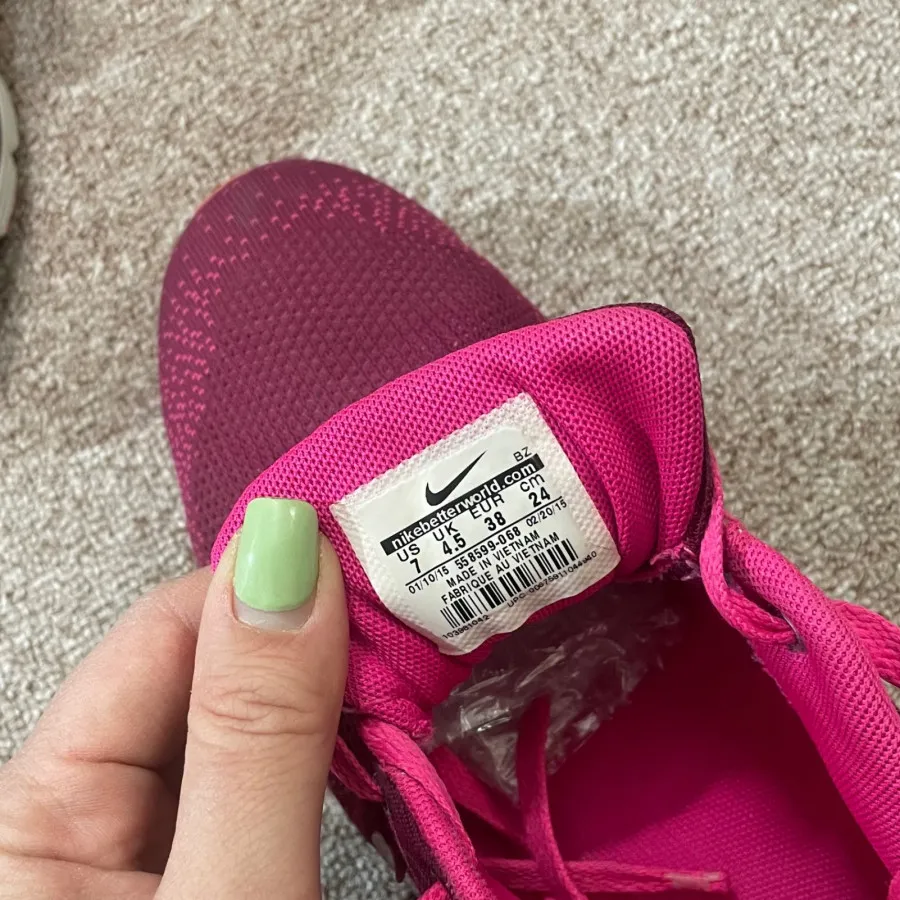 BZ
nikebetterworld.com
US UK EUR cm
7 4.5 38 24
01/10/15 558599-068 02/20/15
MADE IN VIETNAM
FABRIQUE AU VIETNAM
UPC